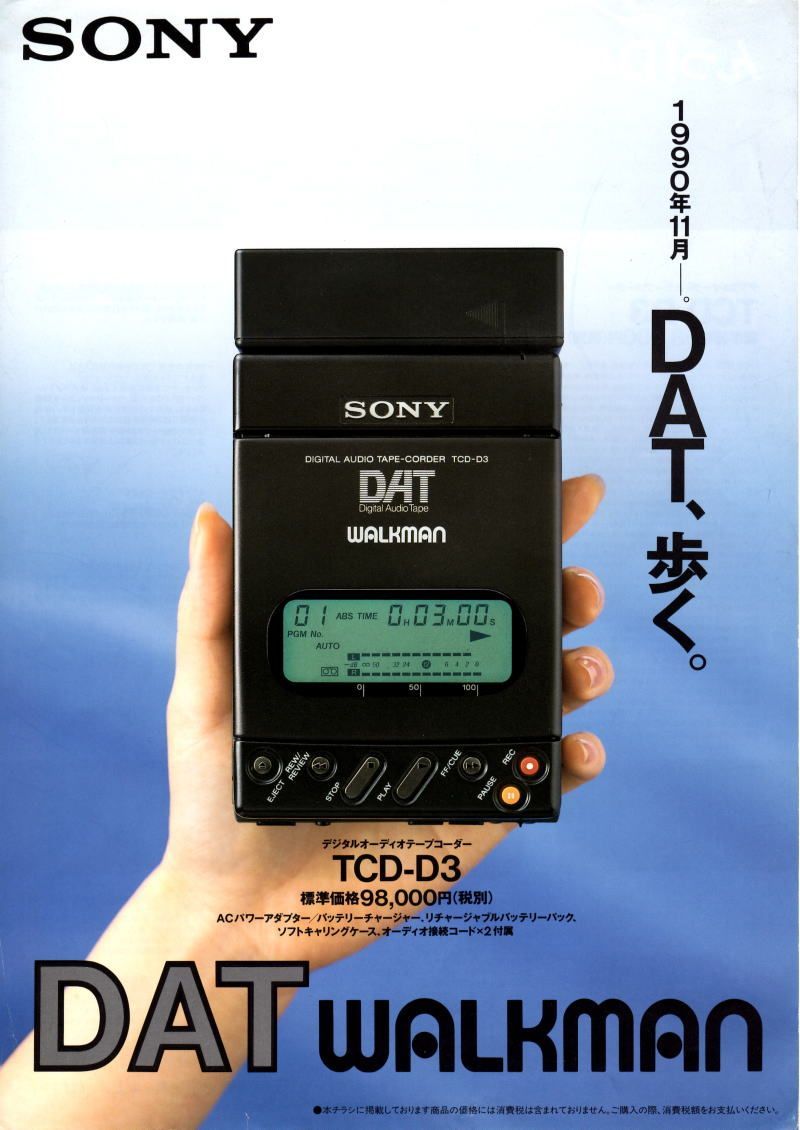 SONY
1990年11月—。
DAT、歩く。
SONY
DIGITAL AUDIO TAPE-CORDER TCD-D3
DAT
Digital Audio Tape
WALKMAN
01 ABS TIME 0H03M00S
PGM No.
AUTO
L
-dB ∞ 50 32 24 12 6 4 2 0
R
0 50 100
EJECT
REW/REVIEW
STOP
PLAY
FF/CUE
PAUSE
REC
デジタルオーディオテープコーダー
TCD-D3
標準価格98,000円(税別)
ACパワーアダプター/バッテリーチャージャー、リチャージャブルバッテリーパック、
ソフトキャリングケース、オーディオ接続コード×2付属
DAT WALKMAN
●本チラシに掲載しております商品の価格には消費税は含まれておりません。ご購入の際、消費税額をお支払いください。